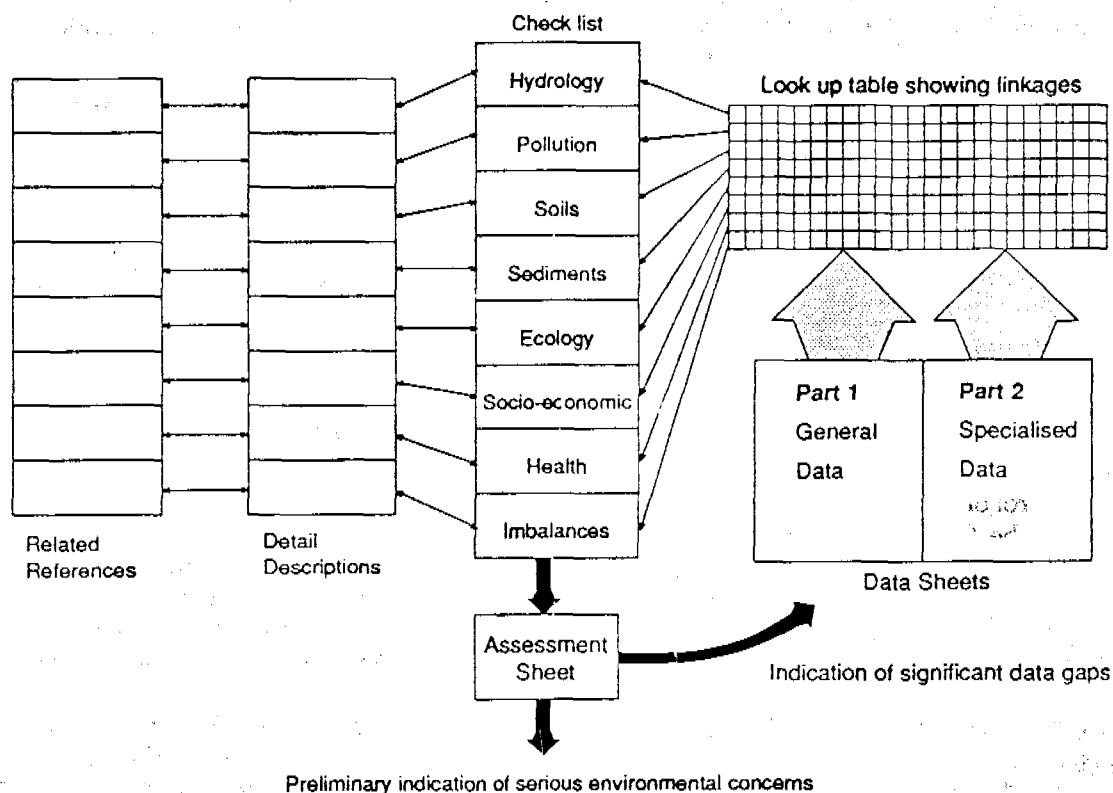 Check list
Hydrology
Pollution
Soils
Sediments
Ecology
Socio-economic
Health
Imbalances
Look up table showing linkages
Part 1
General
Data
Part 2
Specialised
Data
Data Sheets
Related
References
Detail
Descriptions
Assessment
Sheet
Indication of significant data gaps
Preliminary indication of serious environmental concerns